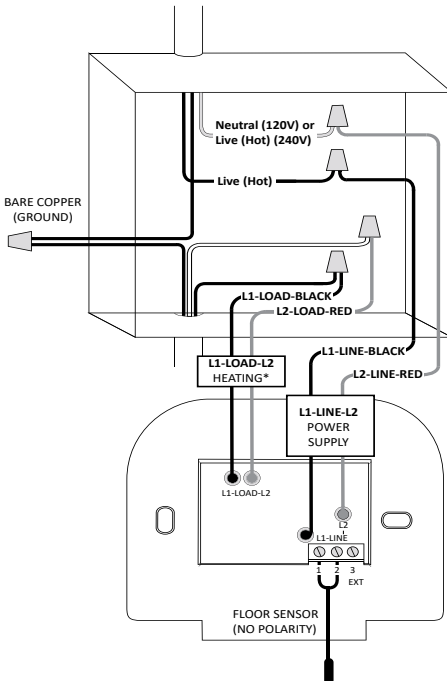 Neutral (120V) or
Live (Hot) (240V)
Live (Hot)
BARE COPPER
(GROUND)
L1-LOAD-BLACK
L2-LOAD-RED
L1-LINE-BLACK
L1-LOAD-L2
HEATING*
L2-LINE-RED
L1-LINE-L2
POWER
SUPPLY
L1-LOAD-L2
L2
L1-LINE
1 2 3
EXT
FLOOR SENSOR
(NO POLARITY)